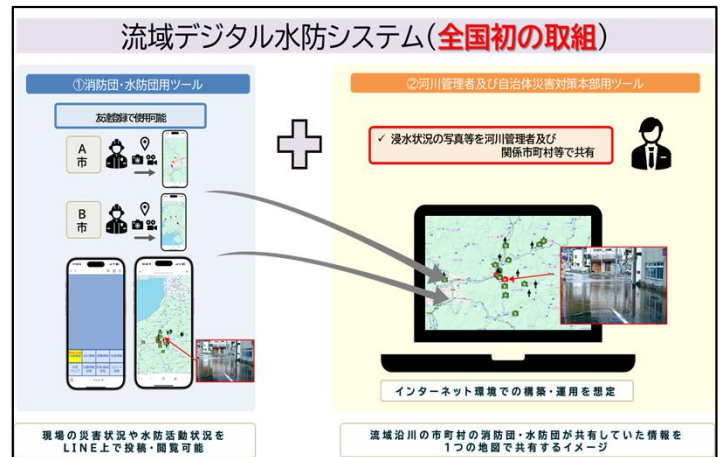 流域デジタル水防システム(全国初の取組)
①消防団・水防団用ツール
友達登録で使用可能
A
市
B
市
現場の災害状況や水防活動状況を
LINE上で投稿・閲覧可能
②河川管理者及び自治体災害対策本部用ツール
✓ 浸水状況の写真等を河川管理者及び
関係市町村等で共有
インターネット環境での構築・運用を想定
流域沿川の市町村の消防団・水防団が共有していた情報を
1つの地図で共有するイメージ